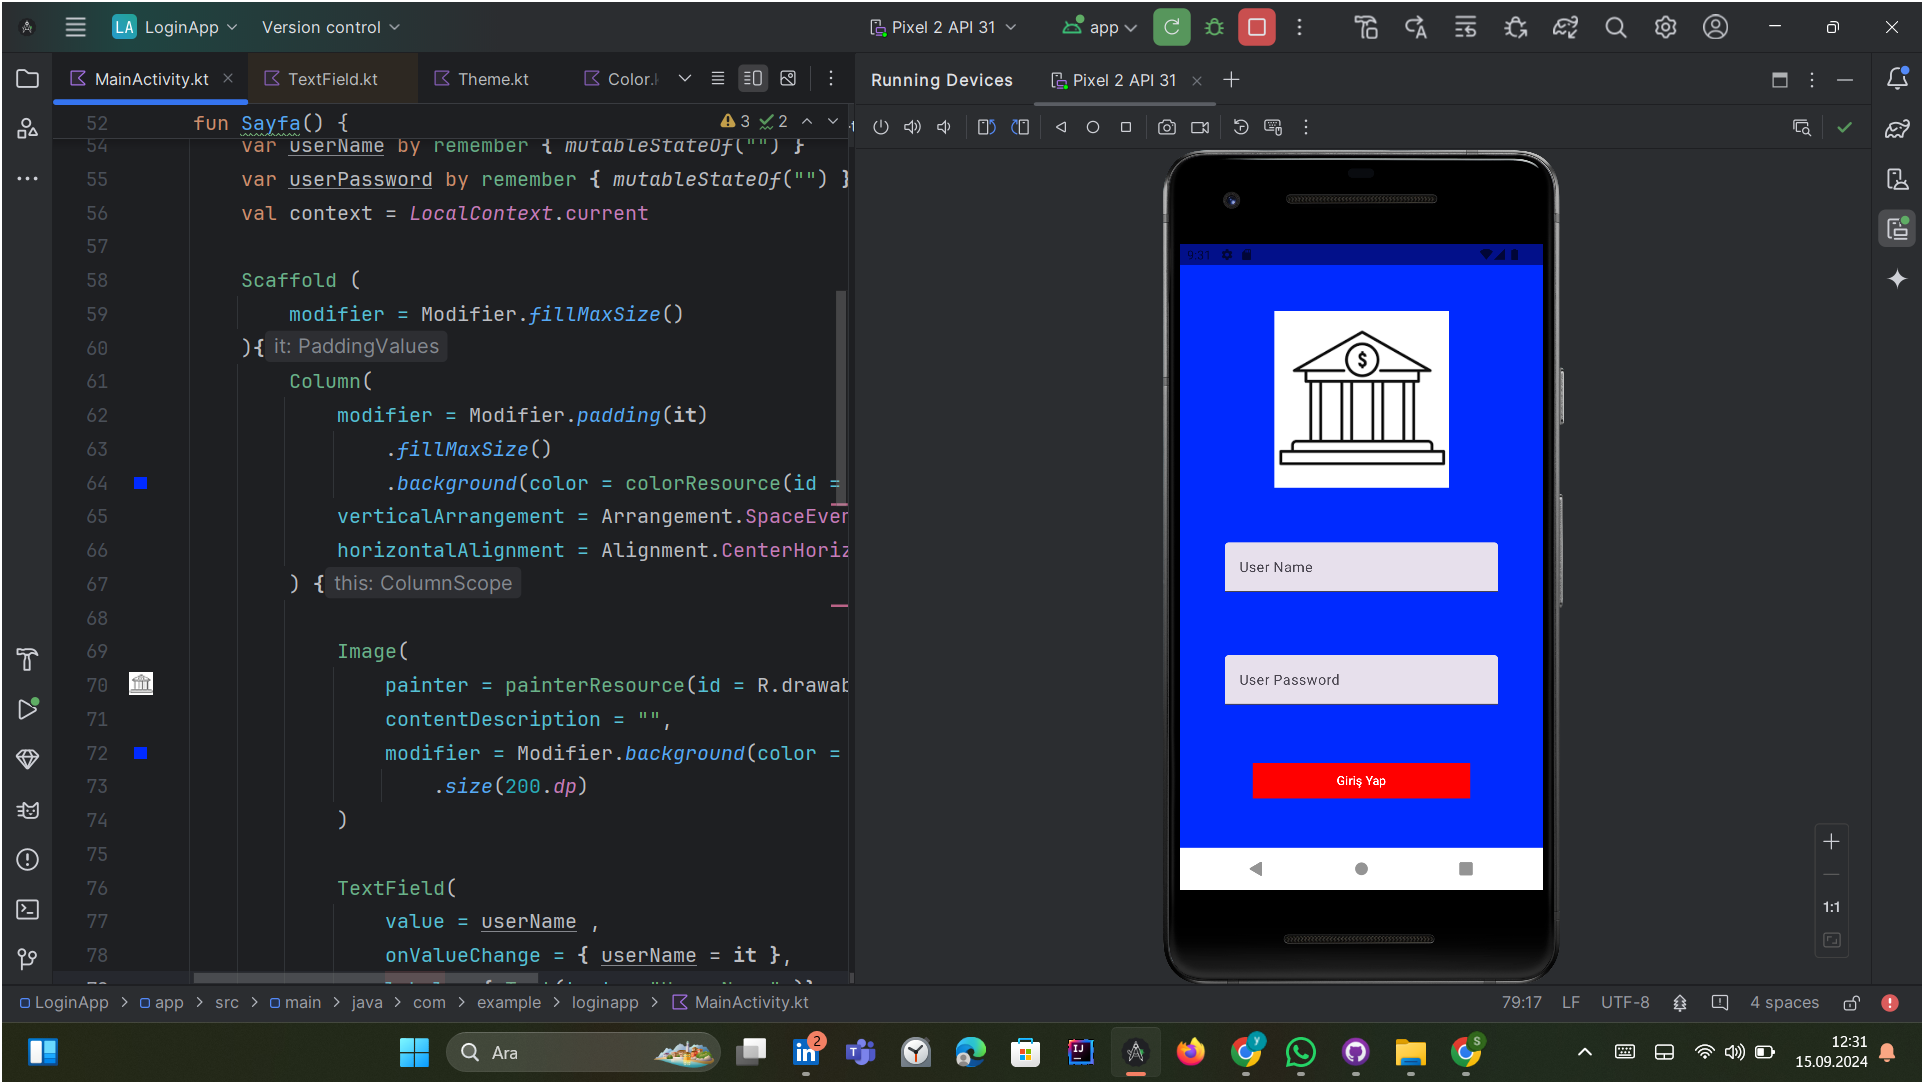 LA LoginApp Version control Pixel 2 API 31 app
MainActivity.kt TextField.kt Theme.kt Color.
Running Devices Pixel 2 API 31
52 fun Sayfa() { 3 2
54 var userName by remember { mutableStateOf("") }
55 var userPassword by remember { mutableStateOf("") }
56 val context = LocalContext.current
57
58 Scaffold (
59 modifier = Modifier.fillMaxSize()
60 ){ it: PaddingValues
61 Column(
62 modifier = Modifier.padding(it)
63 .fillMaxSize()
64 .background(color = colorResource(id =
65 verticalArrangement = Arrangement.SpaceEven
66 horizontalAlignment = Alignment.CenterHoriz
67 ) { this: ColumnScope
68
69 Image(
70 painter = painterResource(id = R.drawab
71 contentDescription = "",
72 modifier = Modifier.background(color =
73 .size(200.dp)
74 )
75
76 TextField(
77 value = userName ,
78 onValueChange = { userName = it },
9:31
$
User Name
User Password
Giriş Yap
1:1
LoginApp > app > src > main > java > com > example > loginapp > MainActivity.kt
79:17 LF UTF-8 4 spaces
Ara
2
12:31
15.09.2024